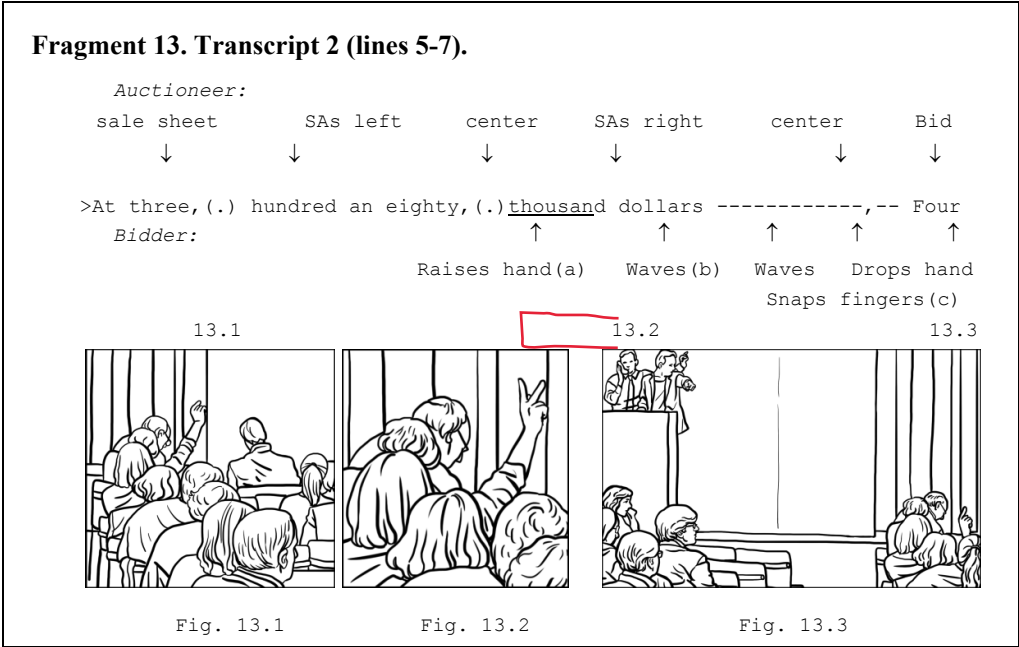 Fragment 13. Transcript 2 (lines 5-7).
Auctioneer:
sale sheet SAs left center SAs right center Bid
↓ ↓ ↓ ↓ ↓ ↓
>At three,(.) hundred an eighty,(.)thousand dollars ------------,-- Four
Bidder: ↑ ↑ ↑ ↑ ↑
Raises hand(a) Waves(b) Waves Drops hand
Snaps fingers(c)
13.1 13.2 13.3
Fig. 13.1 Fig. 13.2 Fig. 13.3